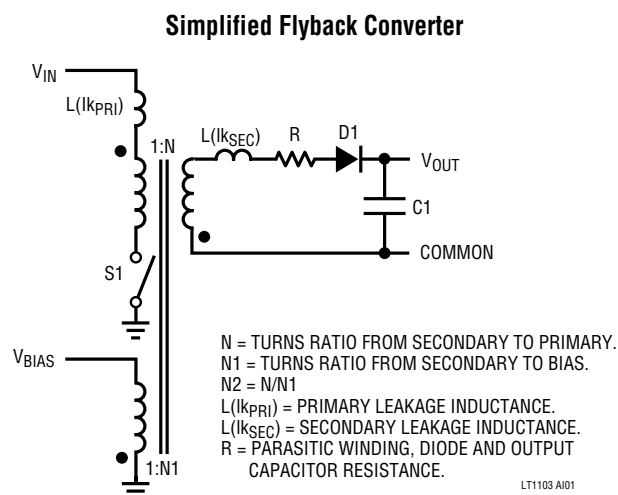 Simplified Flyback Converter
VIN
L(lkPRI)
1:N
L(lkSEC)
R
D1
VOUT
C1
COMMON
S1
VBIAS
1:N1
N = TURNS RATIO FROM SECONDARY TO PRIMARY.
N1 = TURNS RATIO FROM SECONDARY TO BIAS.
N2 = N/N1
L(lkPRI) = PRIMARY LEAKAGE INDUCTANCE.
L(lkSEC) = SECONDARY LEAKAGE INDUCTANCE.
R = PARASITIC WINDING, DIODE AND OUTPUT
CAPACITOR RESISTANCE.
LT1103 AI01